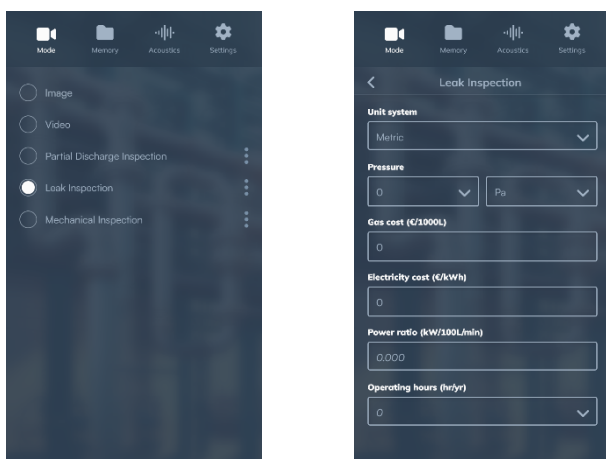 Mode Memory Acoustics Settings
Image
Video
Partial Discharge Inspection
Leak Inspection
Mechanical Inspection
Mode Memory Acoustics Settings
Leak Inspection
Unit system
Metric
Pressure
0 Pa
Gas cost (€/1000L)
0
Electricity cost (€/kWh)
0
Power ratio (kW/100L/min)
0.000
Operating hours (hr/yr)
0